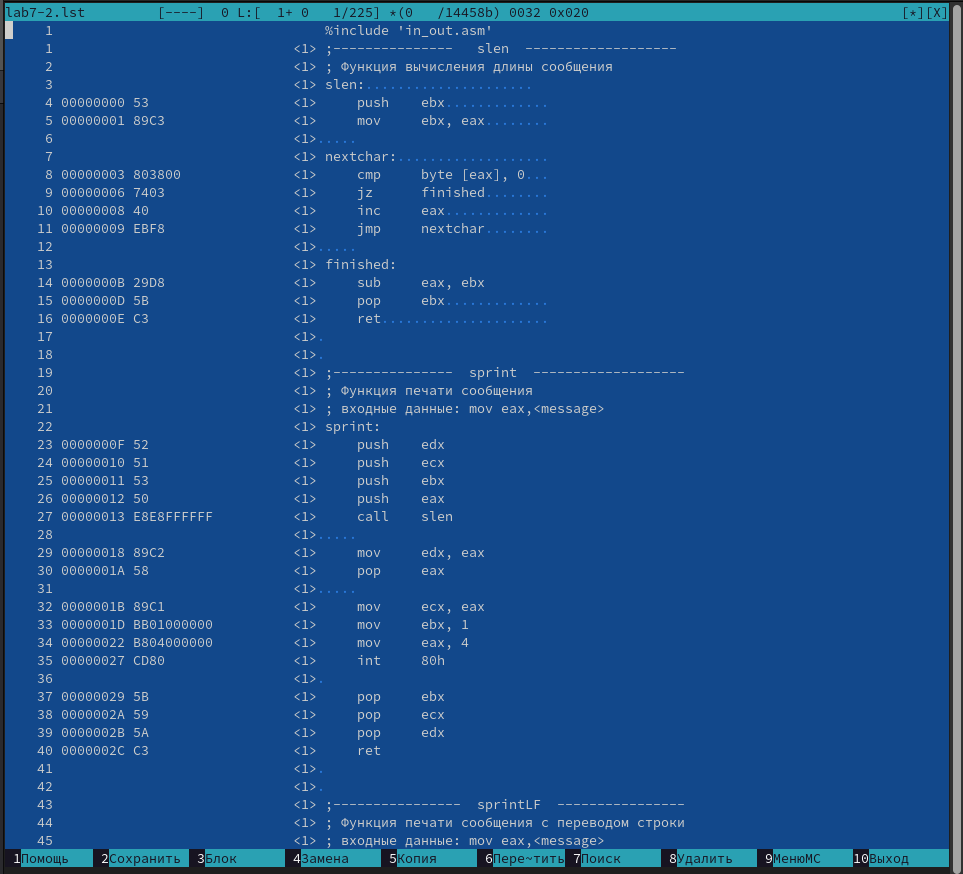 lab7-2.lst         [----]  0 L:[  1+ 0   1/225] *(0   /14458b) 0032 0x020                                       [*][X]
     1                                  %include 'in_out.asm'
     1                              <1> ;---------------   slen  -------------------
     2                              <1> ; Функция вычисления длины сообщения
     3                              <1> slen:.....................
     4 00000000 53                  <1>     push    ebx.............
     5 00000001 89C3                <1>     mov     ebx, eax........
     6                              <1>.....
     7                              <1> nextchar:...................
     8 00000003 803800              <1>     cmp     byte [eax], 0...
     9 00000006 7403                <1>     jz      finished........
    10 00000008 40                  <1>     inc     eax.............
    11 00000009 EBF8                <1>     jmp     nextchar........
    12                              <1>.....
    13                              <1> finished:
    14 0000000B 29D8                <1>     sub     eax, ebx
    15 0000000D 5B                  <1>     pop     ebx.............
    16 0000000E C3                  <1>     ret.....................
    17                              <1>.
    18                              <1>.
    19                              <1> ;---------------  sprint  -------------------
    20                              <1> ; Функция печати сообщения
    21                              <1> ; входные данные: mov eax,<message>
    22                              <1> sprint:
    23 0000000F 52                  <1>     push    edx
    24 00000010 51                  <1>     push    ecx
    25 00000011 53                  <1>     push    ebx
    26 00000012 50                  <1>     push    eax
    27 00000013 E8E8FFFFFF          <1>     call    slen
    28                              <1>.....
    29 00000018 89C2                <1>     mov     edx, eax
    30 0000001A 58                  <1>     pop     eax
    31                              <1>.....
    32 0000001B 89C1                <1>     mov     ecx, eax
    33 0000001D BB01000000          <1>     mov     ebx, 1
    34 00000022 B804000000          <1>     mov     eax, 4
    35 00000027 CD80                <1>     int     80h
    36                              <1>.
    37 00000029 5B                  <1>     pop     ebx
    38 0000002A 59                  <1>     pop     ecx
    39 0000002B 5A                  <1>     pop     edx
    40 0000002C C3                  <1>     ret
    41                              <1>.
    42                              <1>.
    43                              <1> ;----------------  sprintLF  ----------------
    44                              <1> ; Функция печати сообщения с переводом строки
    45                              <1> ; входные данные: mov eax,<message>
 1Помощь    2Сохранить  3Блок       4Замена     5Копия      6Пере~тить 7Поиск      8Удалить    9МенюМС    10Выход